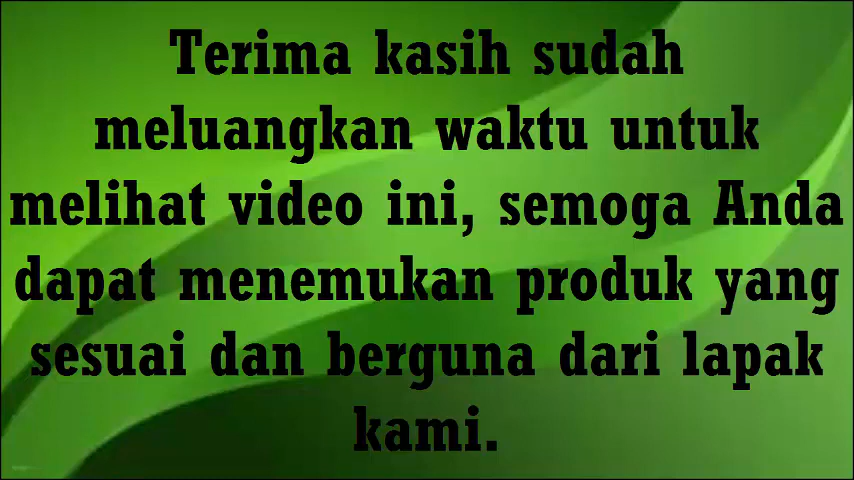 Terima kasih sudah
meluangkan waktu untuk
melihat video ini, semoga Anda
dapat menemukan produk yang
sesuai dan berguna dari lapak
kami.